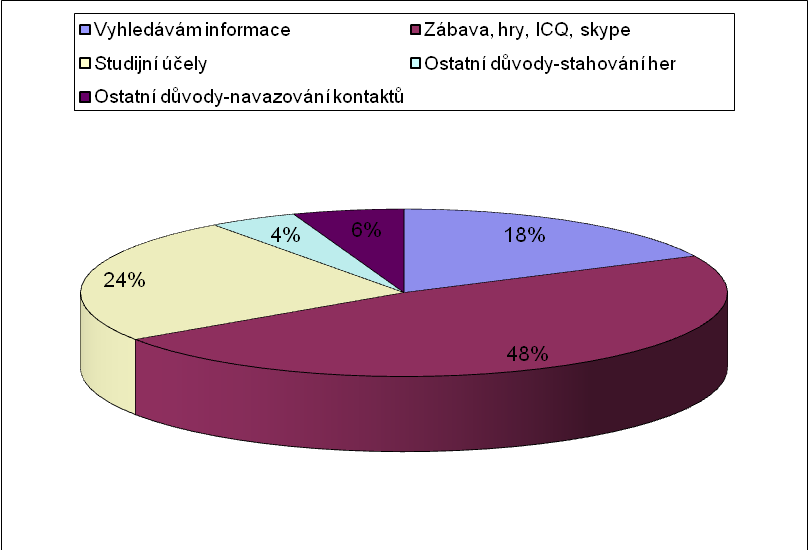 Vyhledávám informace
Zábava, hry, ICQ, skype
Studijní účely
Ostatní důvody-stahování her
Ostatní důvody-navazování kontaktů
6%
18%
4%
24%
48%